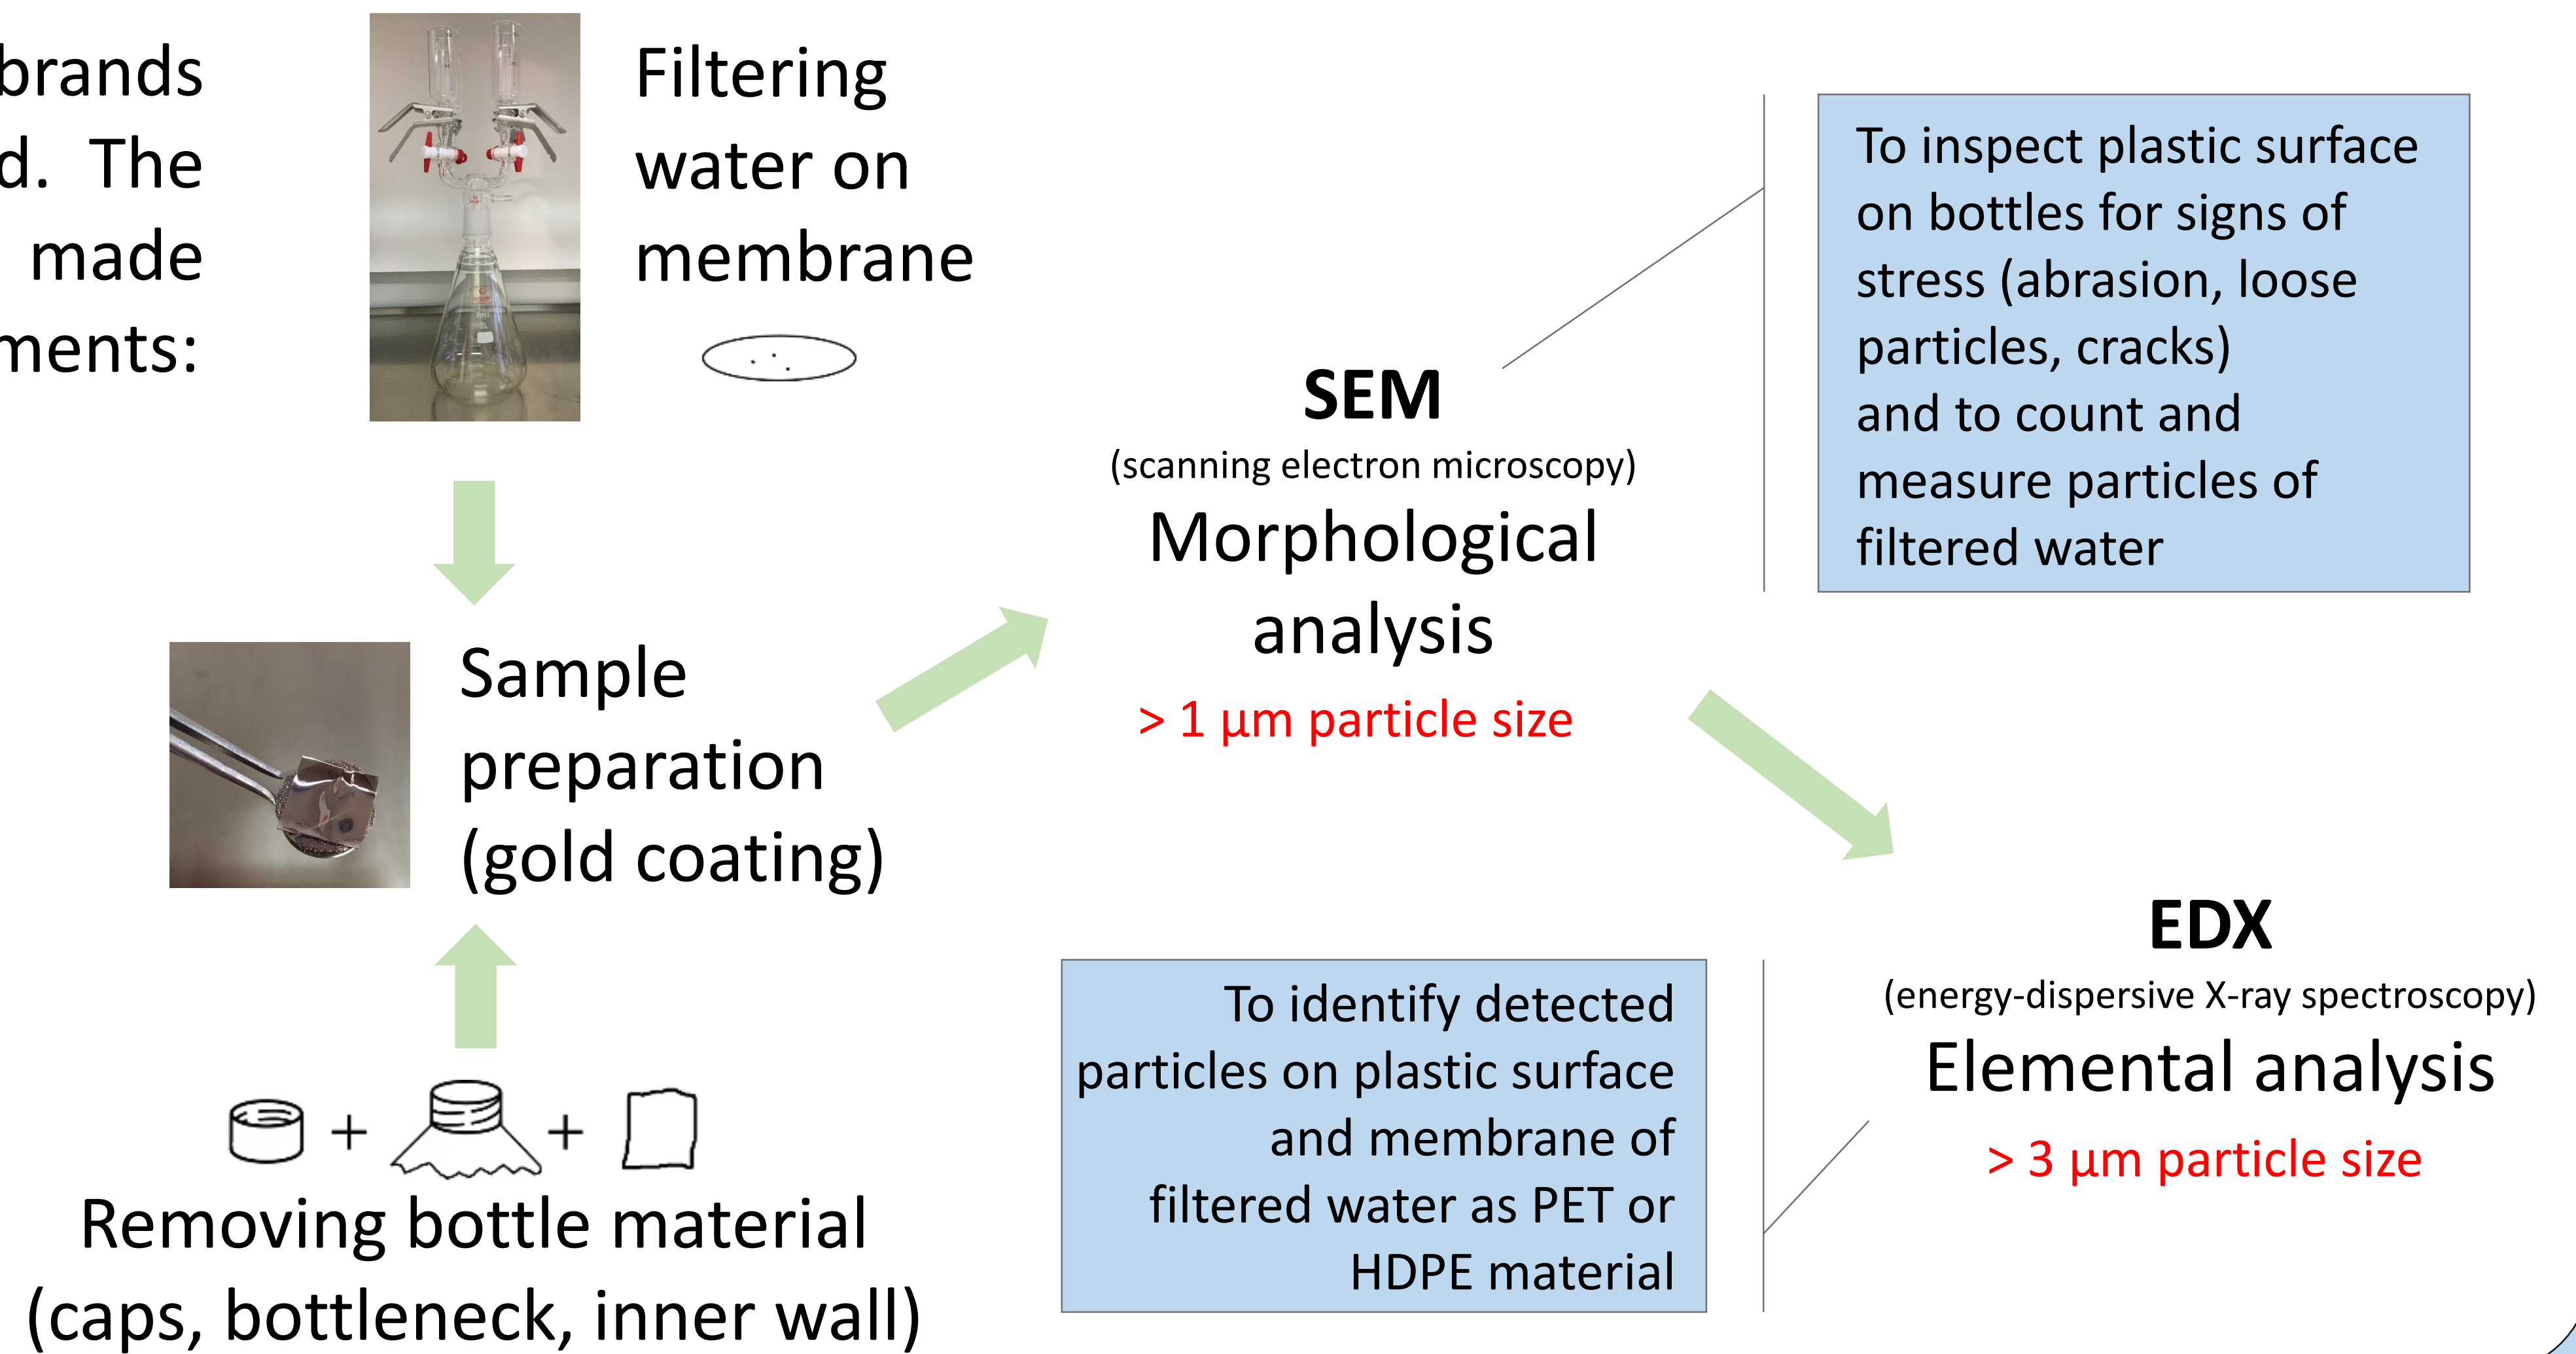 brands
d. The
made
ments:
Filtering
water on
membrane
SEM
(scanning electron microscopy)
Morphological
analysis
> 1 µm particle size
To inspect plastic surface
on bottles for signs of
stress (abrasion, loose
particles, cracks)
and to count and
measure particles of
filtered water
Sample
preparation
(gold coating)
+ +
Removing bottle material
(caps, bottleneck, inner wall)
To identify detected
particles on plastic surface
and membrane of
filtered water as PET or
HDPE material
EDX
(energy-dispersive X-ray spectroscopy)
Elemental analysis
> 3 µm particle size